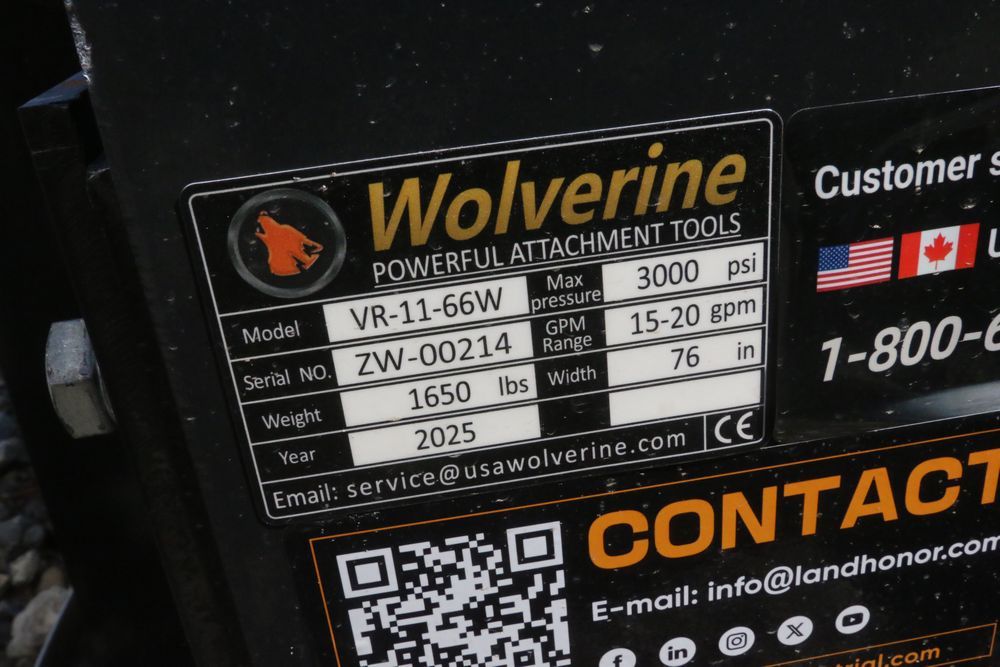 Wolverine
POWERFUL ATTACHMENT TOOLS
Model VR-11-66W Max pressure 3000 psi
Serial NO. ZW-00214 GPM Range 15-20 gpm
Weight 1650 lbs Width 76 in
Year 2025
Email: service@usawolverine.com CE
Customer
1-800-
CONTACT
E-mail: info@landhonor.com